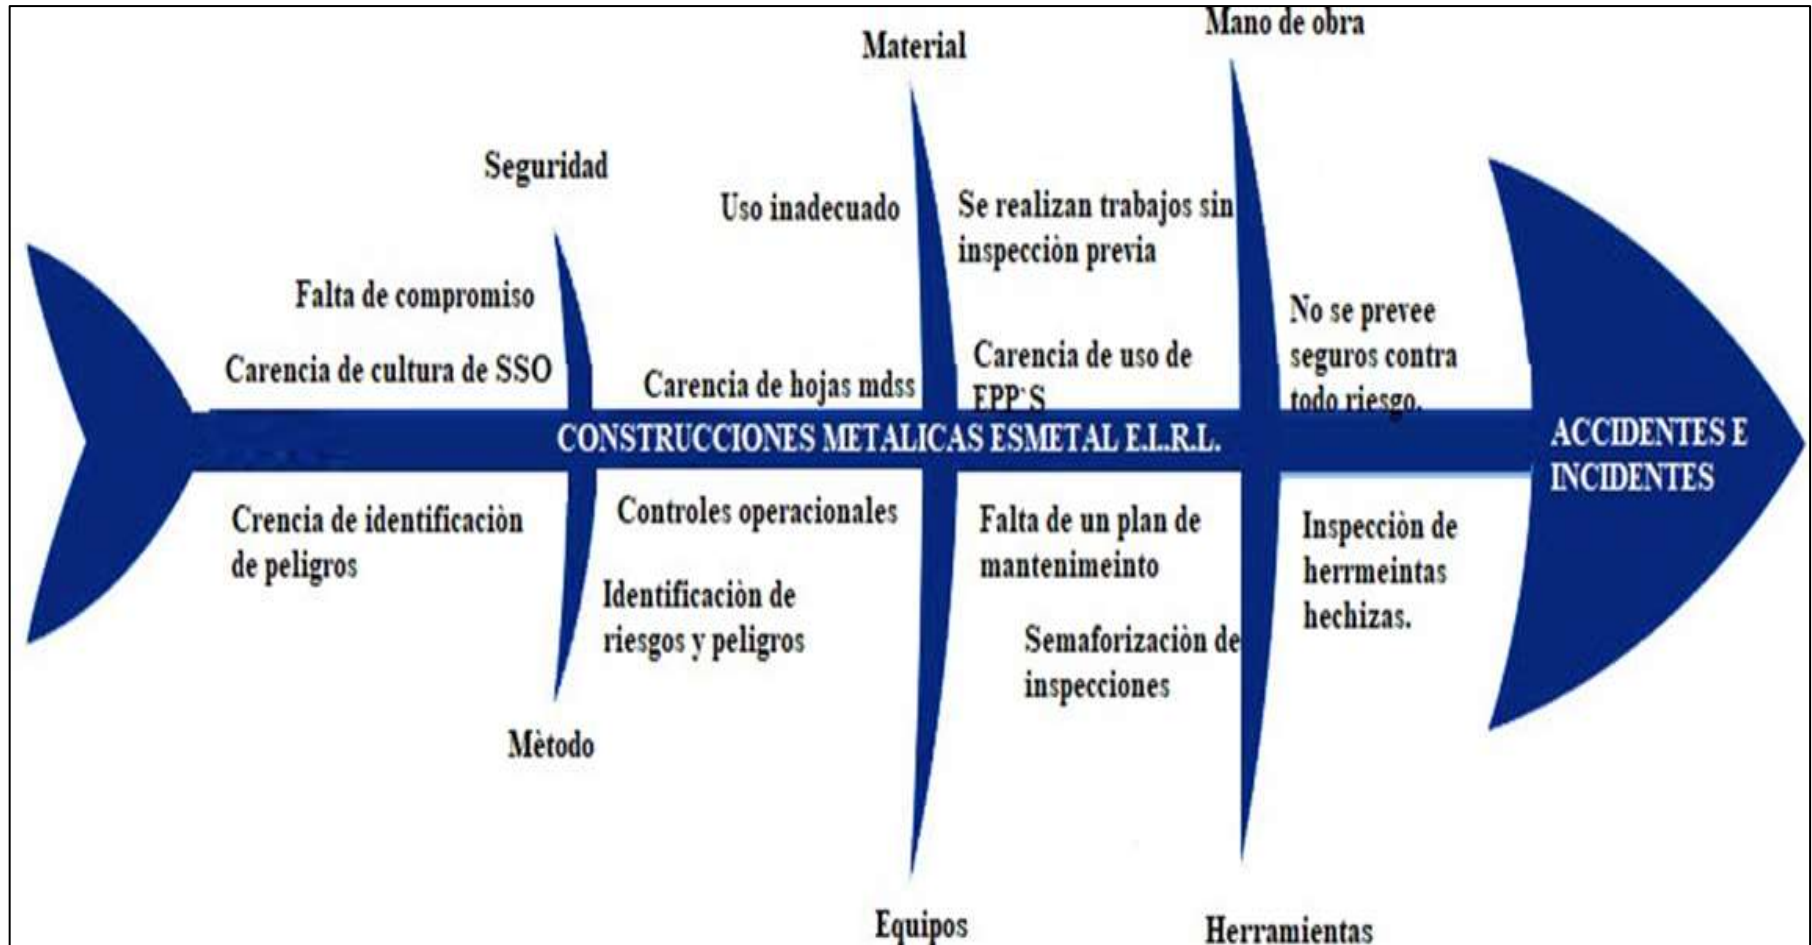 Mano de obra
Material
Seguridad
Uso inadecuado
Se realizan trabajos sin
inspecciòn previa
Falta de compromiso
No se prevee
seguros contra
todo riesgo.
Carencia de cultura de SSO
Carencia de hojas mdss
Carencia de uso de
EPP`S
CONSTRUCCIONES METALICAS ESMETAL E.I.R.L.
ACCIDENTES E
INCIDENTES
Crencia de identificaciòn
de peligros
Controles operacionales
Identificaciòn de
riesgos y peligros
Falta de un plan de
mantenimeinto
Semaforizaciòn de
inspecciones
Inspecciòn de
herrmeintas
hechizas.
Mètodo
Equipos
Herramientas